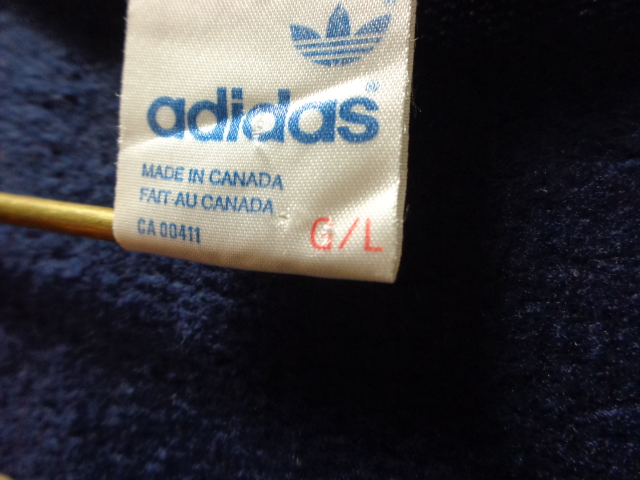 adidas®
MADE IN CANADA
FAIT AU CANADA
CA 00411
G/L